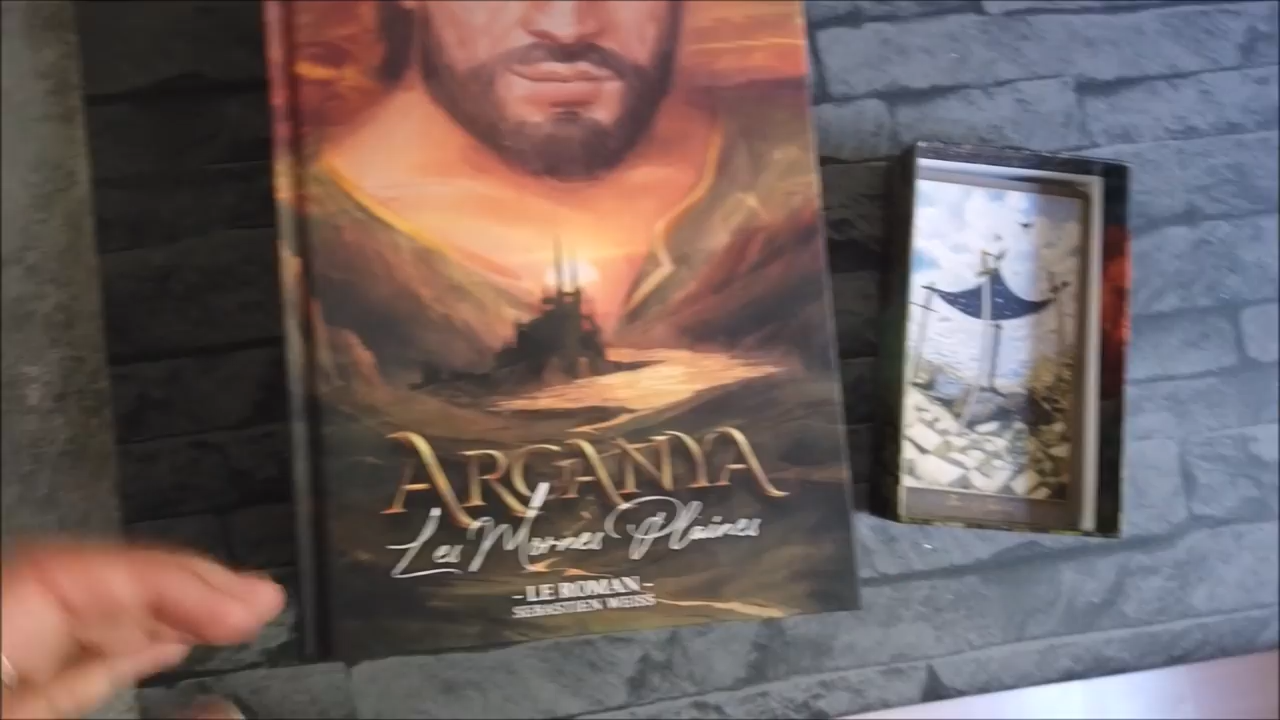 ARGANYA
Les Mornes Plaines
- LE ROMAN -
SEBASTIEN WEISS